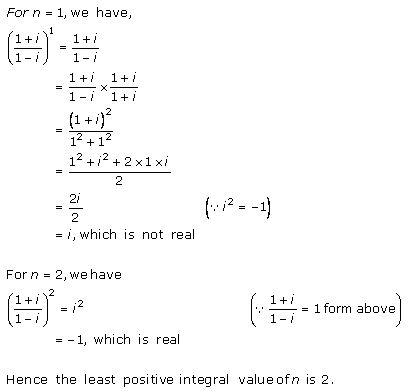 For n = 1, we have,
((1+i)/(1−i))^1 = (1+i)/(1−i)
= (1+i)/(1−i) × (1+i)/(1+i)
= (1+i)^2/(1^2+1^2)
= (1^2+i^2+2×1×i)/2
= 2i/2 (∵ i^2 = −1)
= i, which is not real
For n = 2, we have
((1+i)/(1−i))^2 = i^2 (∵ (1+i)/(1−i) = 1 form above)
= −1, which is real
Hence the least positive integral value of n is 2.